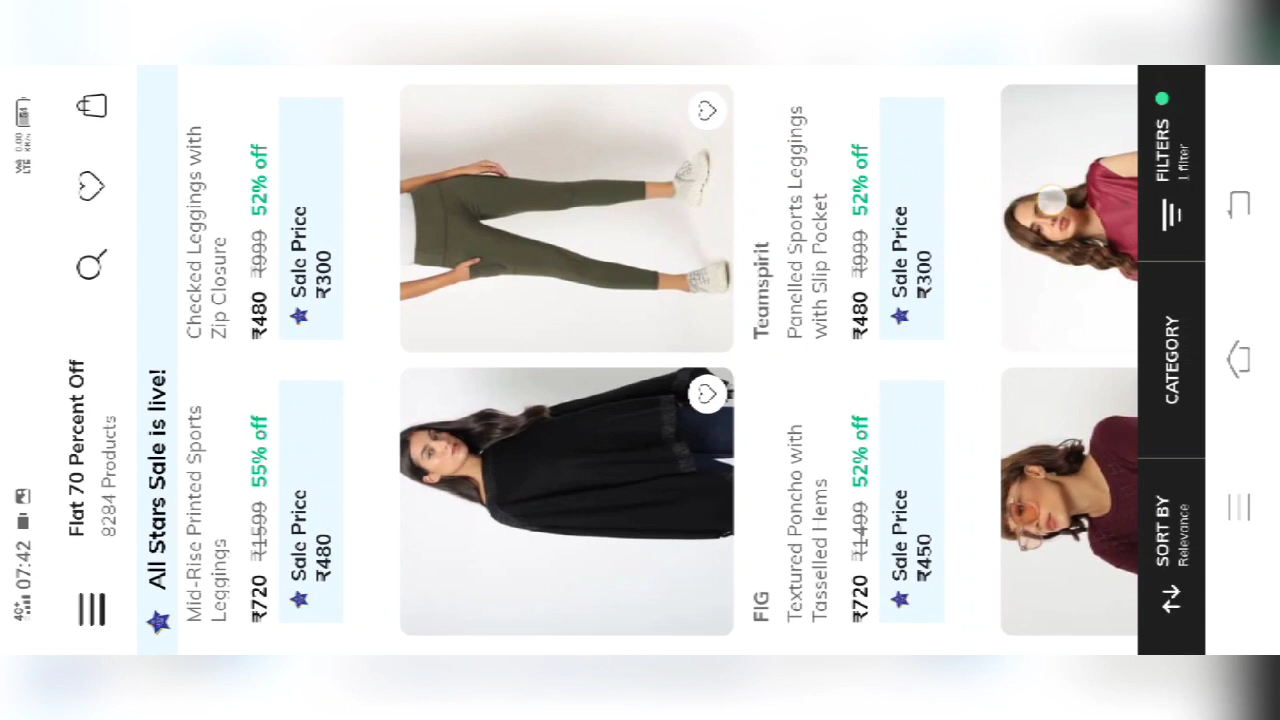 4G+ 07:42
Flat 70 Percent Off
8284 Products
All Stars Sale is live!
Mid-Rise Printed Sports
Leggings
₹720 ₹1599 55% off
Sale Price
₹480
Checked Leggings with
Zip Closure
₹480 ₹999 52% off
Sale Price
₹300
FIG
Textured Poncho with
Tasselled Hems
₹720 ₹1499 52% off
Sale Price
₹450
Teamspirit
Panelled Sports Leggings
with Slip Pocket
₹480 ₹999 52% off
Sale Price
₹300
SORT BY
Relevance
CATEGORY
FILTERS
1 filter